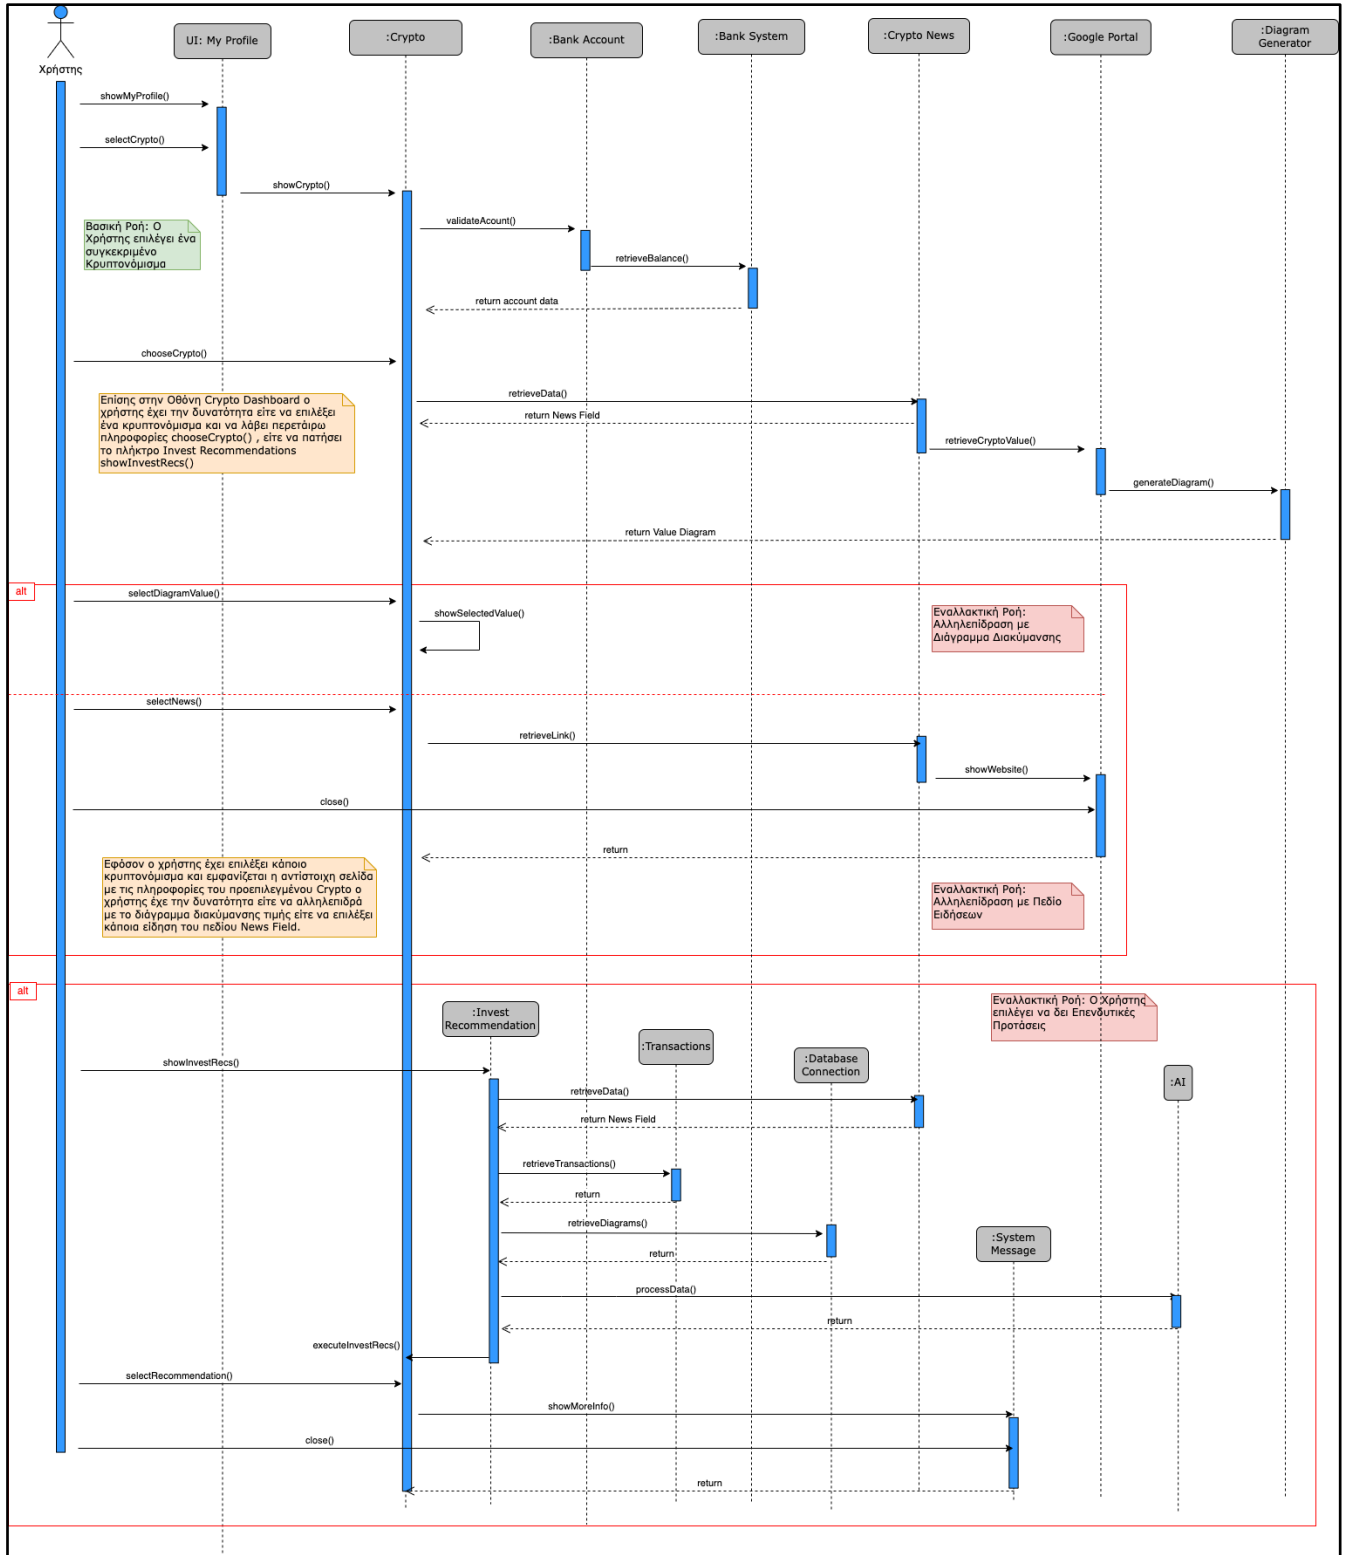 Χρήστης
UI: My Profile
:Crypto
:Bank Account
:Bank System
:Crypto News
:Google Portal
:Diagram
Generator
showMyProfile()
selectCrypto()
showCrypto()
Βασική Ροή: Ο
Χρήστης επιλέγει ένα
συγκεκριμένο
Κρυπτονόμισμα
validateAcount()
retrieveBalance()
return account data
chooseCrypto()
retrieveData()
return News Field
Επίσης στην Οθόνη Crypto Dashboard ο
χρήστης έχει την δυνατότητα είτε να επιλέξει
ένα κρυπτονόμισμα και να λάβει περετάιρω
πληροφορίες chooseCrypto() , είτε να πατήσει
το πλήκτρο Invest Recommendations
showInvestRecs()
retrieveCryptoValue()
generateDiagram()
return Value Diagram
alt
selectDiagramValue()
showSelectedValue()
Εναλλακτική Ροή:
Αλληλεπίδραση με
Διάγραμμα Διακύμανσης
selectNews()
retrieveLink()
showWebsite()
close()
return
Εφόσον ο χρήστης έχει επιλέξει κάποιο
κρυπτονόμισμα και εμφανίζεται η αντίστοιχη σελίδα
με τις πληροφορίες του προεπιλεγμένου Crypto ο
χρήστης έχε την δυνατότητα είτε να αλληλεπιδρά
με το διάγραμμα διακύμανσης τιμής είτε να επιλέξει
κάποια είδηση του πεδίου News Field.
Εναλλακτική Ροή:
Αλληλεπίδραση με Πεδίο
Ειδήσεων
alt
:Invest
Recommendation
:Transactions
:Database
Connection
Εναλλακτική Ροή: Ο Χρήστης
επιλέγει να δει Επενδυτικές
Προτάσεις
:AI
showInvestRecs()
retrieveData()
return News Field
retrieveTransactions()
return
retrieveDiagrams()
return
:System
Message
processData()
return
executeInvestRecs()
selectRecommendation()
showMoreInfo()
close()
return